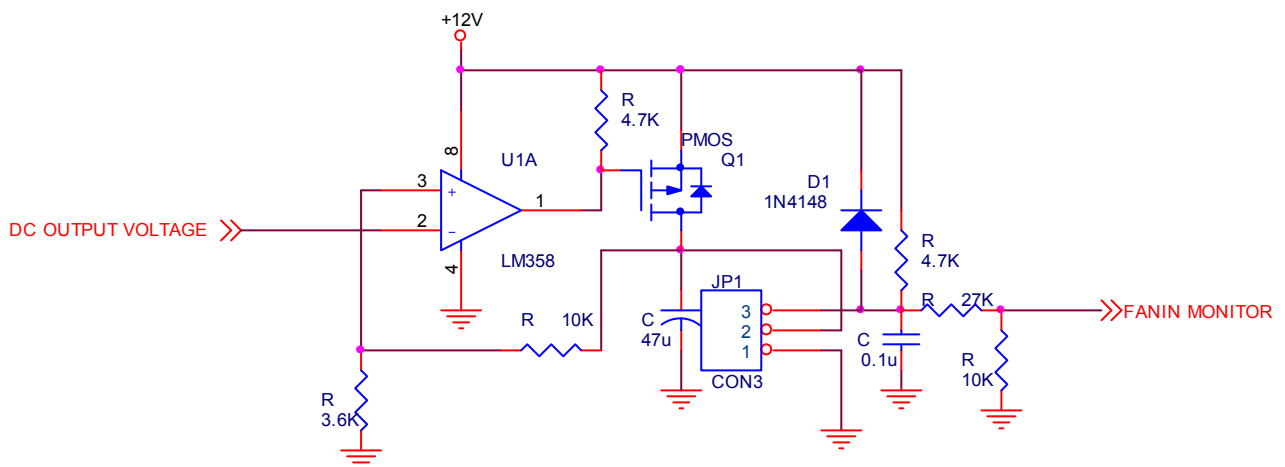 +12V
R
4.7K
PMOS
Q1
8
U1A
3
+
1
D1
1N4148
DC OUTPUT VOLTAGE
2
-
4
LM358
R
4.7K
JP1
R 10K
C
47u
3
2
1
R 27K
FANIN MONITOR
C
0.1u
R
10K
CON3
R
3.6K